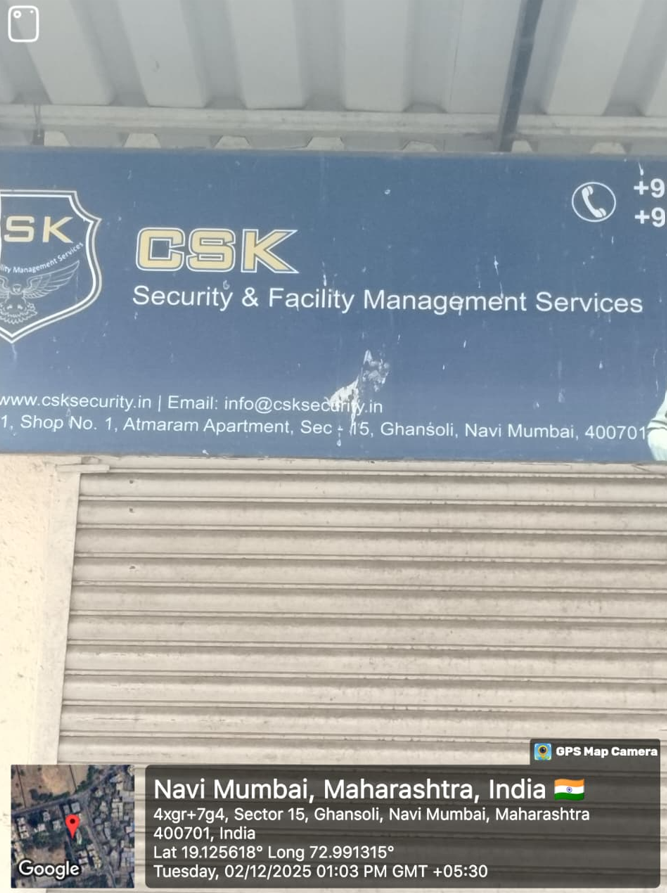 SK
ility Management Services
CSK
Security & Facility Management Services
+9
+9
www.csksecurity.in | Email: info@csksecurity.in
1, Shop No. 1, Atmaram Apartment, Sec - 15, Ghansoli, Navi Mumbai, 400701
GPS Map Camera
Navi Mumbai, Maharashtra, India
4xgr+7g4, Sector 15, Ghansoli, Navi Mumbai, Maharashtra
400701, India
Lat 19.125618° Long 72.991315°
Tuesday, 02/12/2025 01:03 PM GMT +05:30
Google